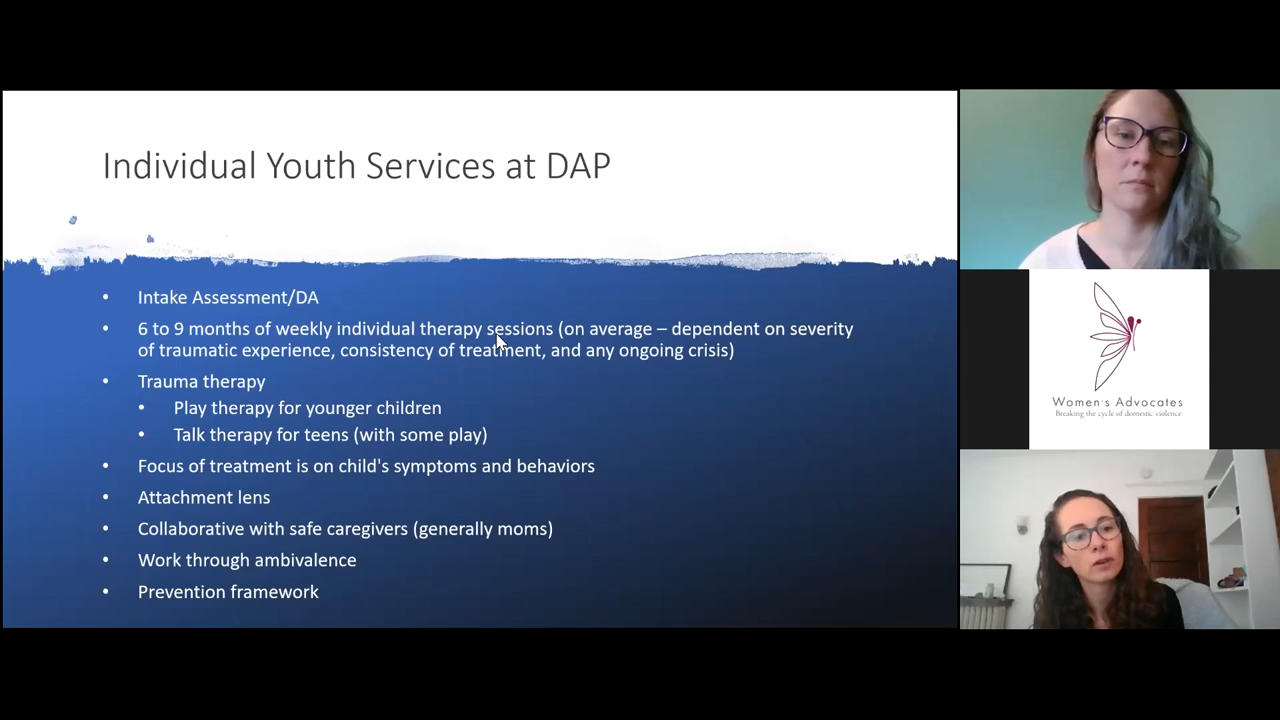 Individual Youth Services at DAP
• Intake Assessment/DA
• 6 to 9 months of weekly individual therapy sessions (on average – dependent on severity
of traumatic experience, consistency of treatment, and any ongoing crisis)
• Trauma therapy
• Play therapy for younger children
• Talk therapy for teens (with some play)
• Focus of treatment is on child's symptoms and behaviors
• Attachment lens
• Collaborative with safe caregivers (generally moms)
• Work through ambivalence
• Prevention framework
Women's Advocates
Breaking the cycle of domestic violence